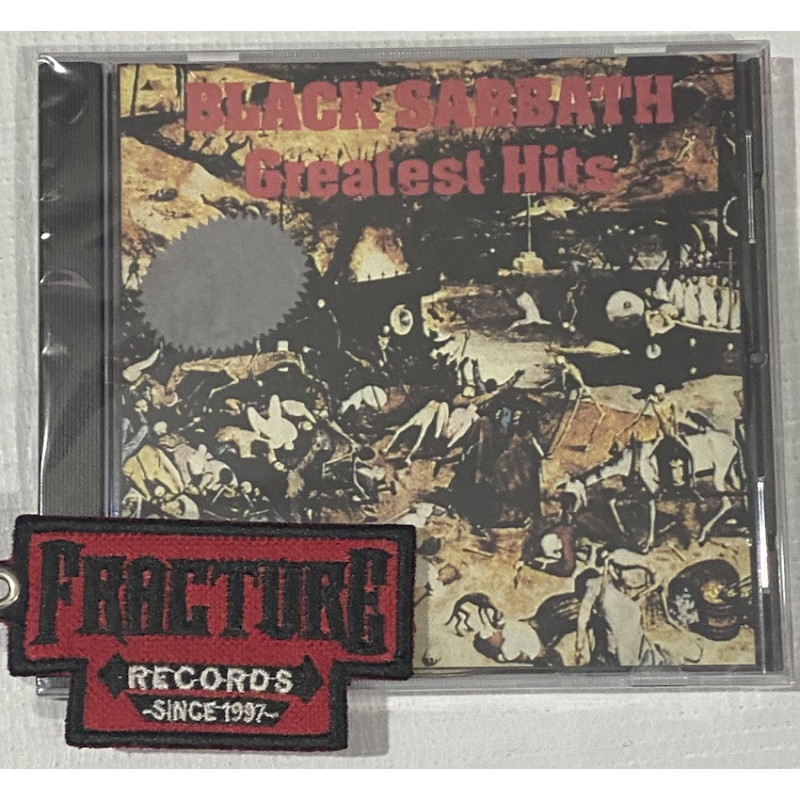 BLACK SABBATH
Greatest Hits
FRACTURE
RECORDS
~SINCE 1997~